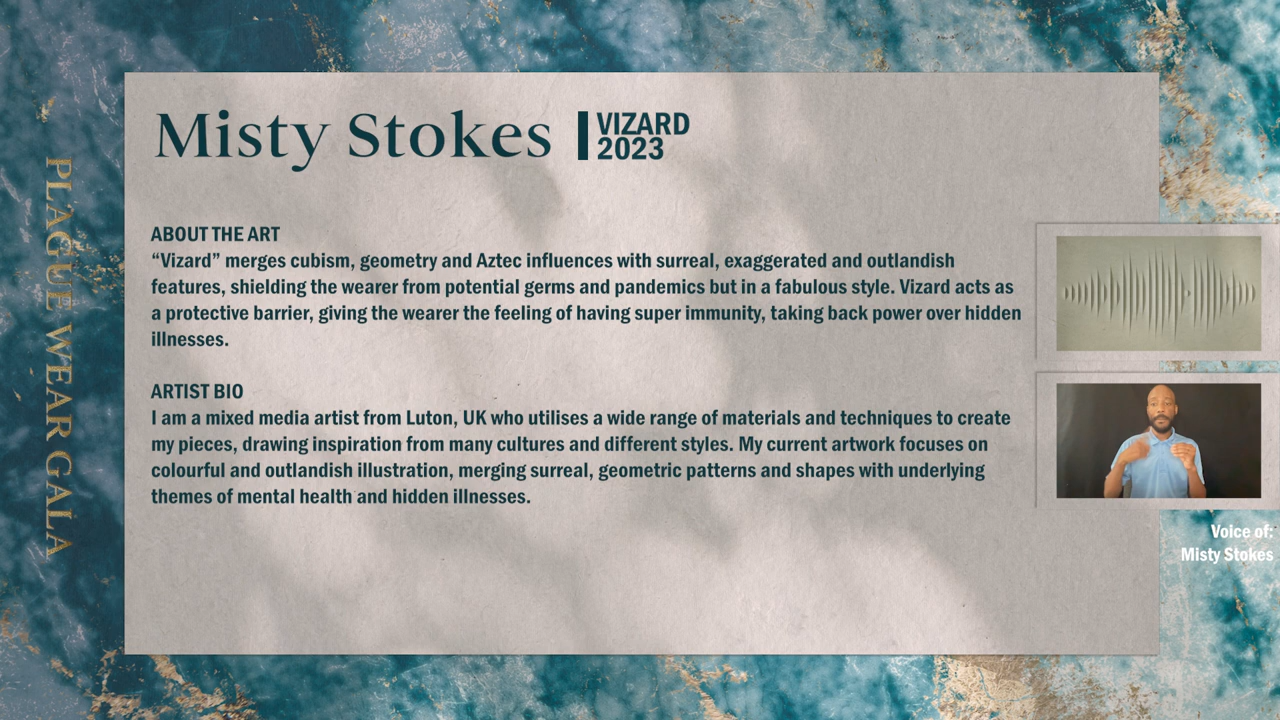 PLAGUE WEAR GALA
Misty Stokes
VIZARD
2023
ABOUT THE ART
“Vizard” merges cubism, geometry and Aztec influences with surreal, exaggerated and outlandish
features, shielding the wearer from potential germs and pandemics but in a fabulous style. Vizard acts as
a protective barrier, giving the wearer the feeling of having super immunity, taking back power over hidden
illnesses.
ARTIST BIO
I am a mixed media artist from Luton, UK who utilises a wide range of materials and techniques to create
my pieces, drawing inspiration from many cultures and different styles. My current artwork focuses on
colourful and outlandish illustration, merging surreal, geometric patterns and shapes with underlying
themes of mental health and hidden illnesses.
Voice of:
Misty Stokes